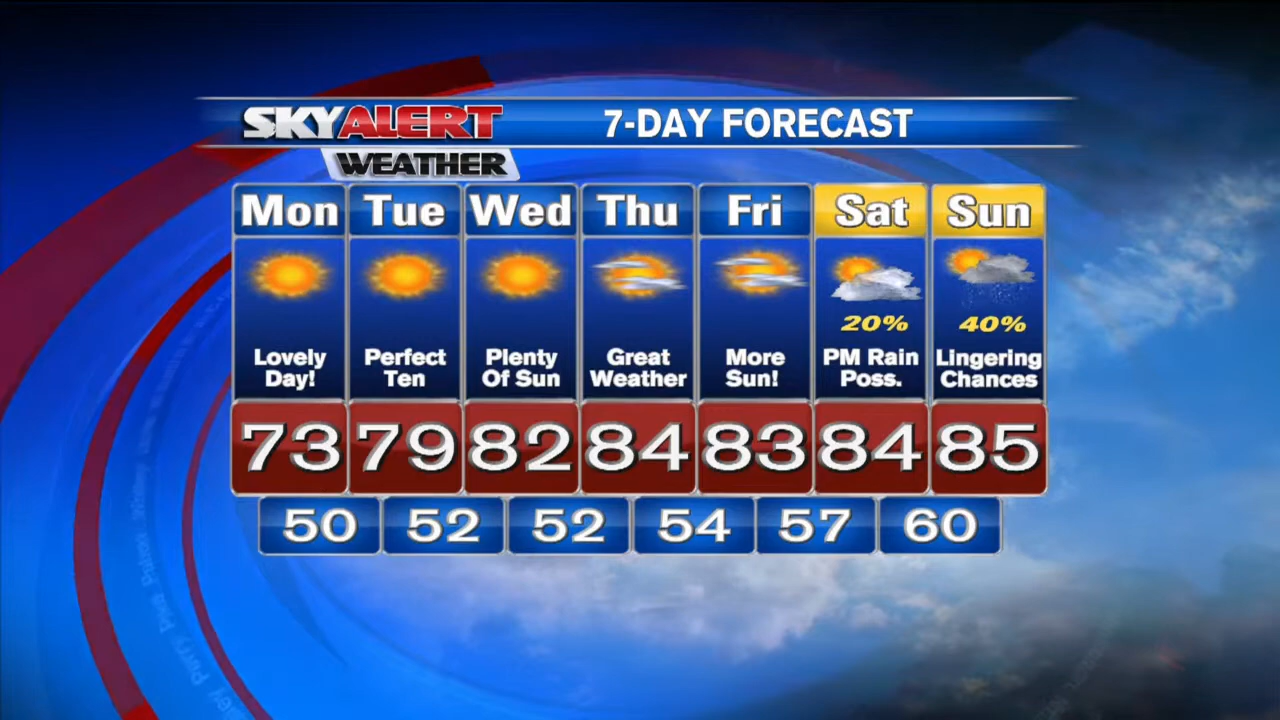 SKYALERT
WEATHER
7-DAY FORECAST
Mon Tue Wed Thu Fri Sat Sun
20% 40%
Lovely Day!
Perfect Ten
Plenty Of Sun
Great Weather
More Sun!
PM Rain Poss.
Lingering Chances
73 79 82 84 83 84 85
50 52 52 54 57 60